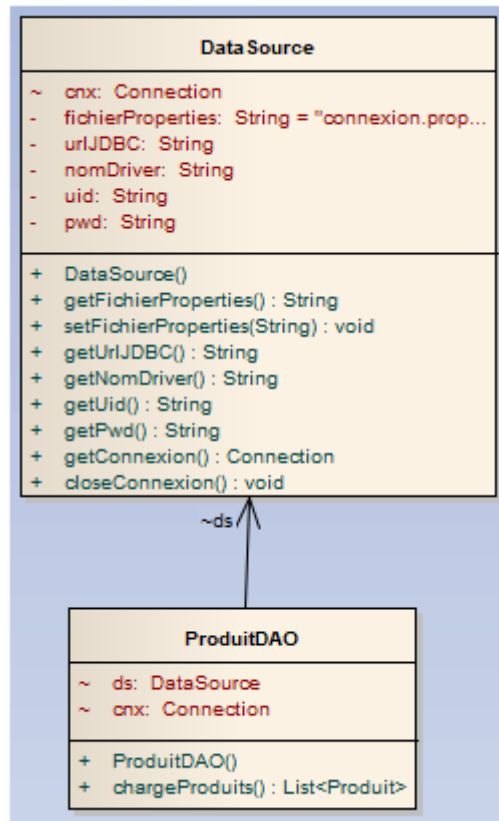 DataSource
~ cnx: Connection
- fichierProperties: String = "connexion.prop...
- urlJDBC: String
- nomDriver: String
- uid: String
- pwd: String
+ DataSource()
+ getFichierProperties() : String
+ setFichierProperties(String) : void
+ getUrlJDBC() : String
+ getNomDriver() : String
+ getUid() : String
+ getPwd() : String
+ getConnexion() : Connection
+ closeConnexion() : void
~ds
ProduitDAO
~ ds: DataSource
~ cnx: Connection
+ ProduitDAO()
+ chargeProduits() : List<Produit>